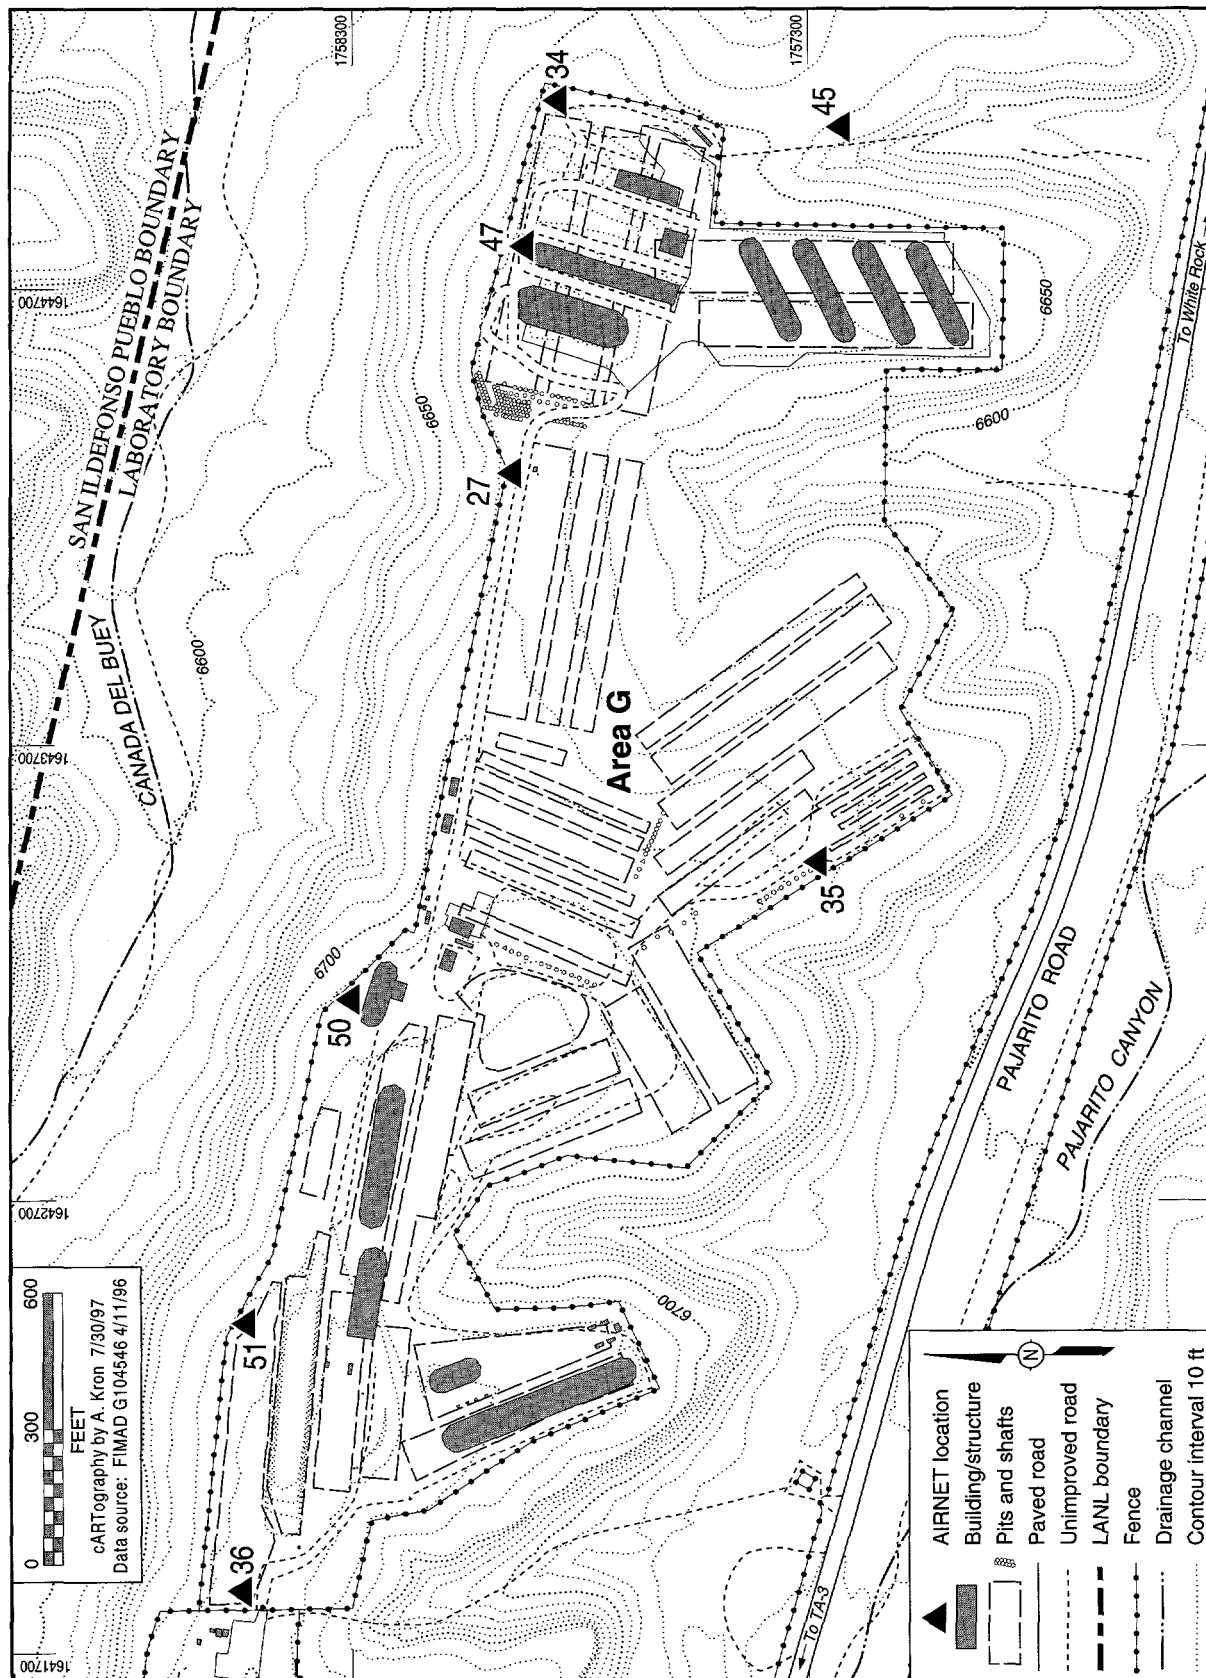 SAN ILDEFONSO PUEBLO BOUNDARY
LABORATORY BOUNDARY
CANADA DEL BUEY
1641700
1642700
1643700
1644700
1758300
1757300
0 300 600
FEET
cARTography by A. Kron 7/30/97
Data source: FIMAD G104546 4/11/96
36
51
50
27
47
34
45
35
Area G
6600
6650
6700
6700
6600
6650
PAJARITO ROAD
PAJARITO CANYON
To White Rock
To TA-3
N
AIRNET location
Building/structure
Pits and shafts
Paved road
Unimproved road
LANL boundary
Fence
Drainage channel
Contour interval 10 ft